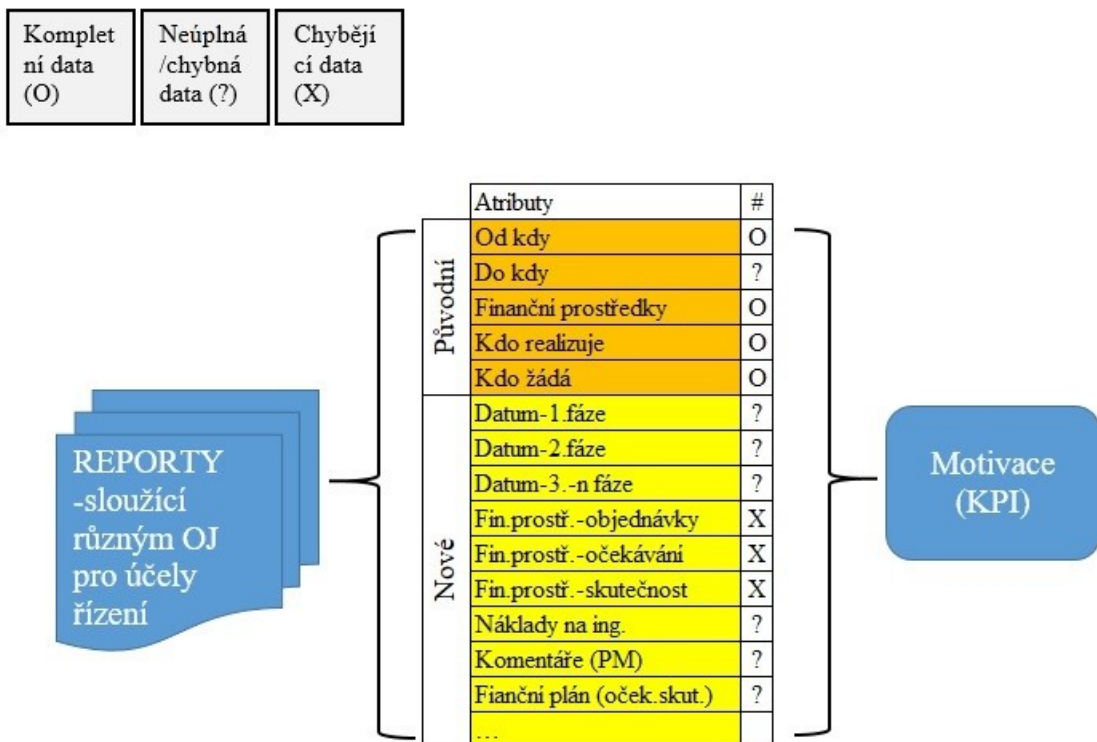 Komplet
ní data
(O)
Neúplná
/chybná
data (?)
Chybějí
cí data
(X)
Atributy #
Původní
Od kdy O
Do kdy ?
Finanční prostředky O
Kdo realizuje O
Kdo žádá O
Nové
Datum-1.fáze ?
Datum-2.fáze ?
Datum-3.-n fáze ?
Fin.prostř.-objednávky X
Fin.prostř.-očekávání X
Fin.prostř.-skutečnost X
Náklady na ing. ?
Komentáře (PM) ?
Fianční plán (oček.skut.) ?
...
REPORTY
-sloužící
různým OJ
pro účely
řízení
Motivace
(KPI)